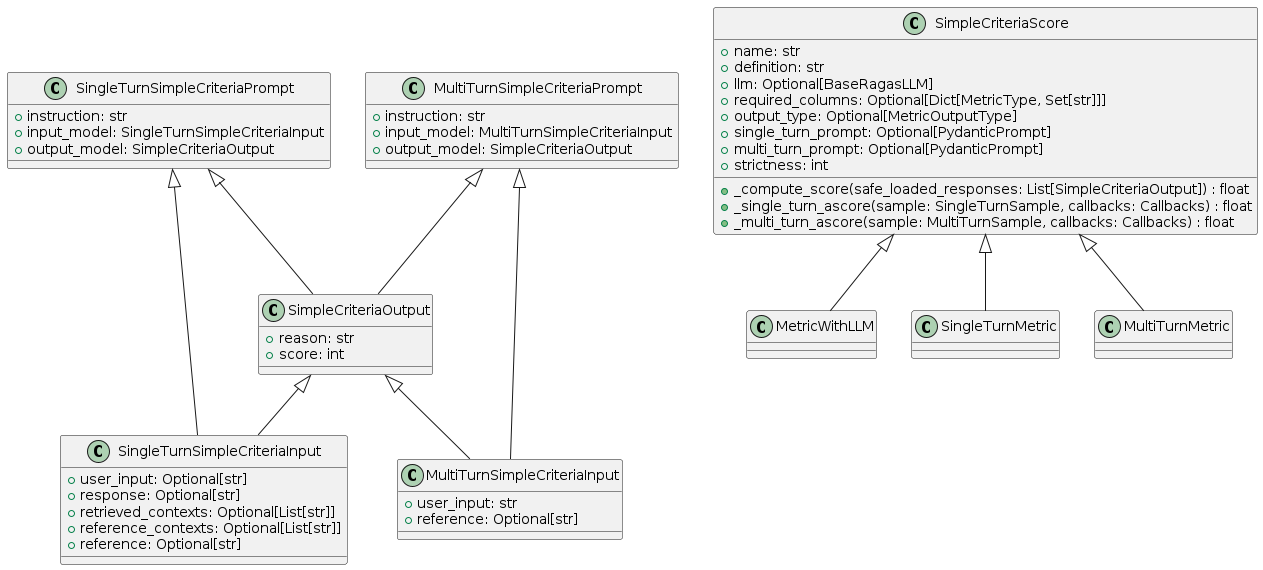 C SimpleCriteriaScore
name: str
definition: str
llm: Optional[BaseRagasLLM]
required_columns: Optional[Dict[MetricType, Set[str]]]
output_type: Optional[MetricOutputType]
single_turn_prompt: Optional[PydanticPrompt]
multi_turn_prompt: Optional[PydanticPrompt]
strictness: int
_compute_score(safe_loaded_responses: List[SimpleCriteriaOutput]) : float
_single_turn_ascore(sample: SingleTurnSample, callbacks: Callbacks) : float
_multi_turn_ascore(sample: MultiTurnSample, callbacks: Callbacks) : float
C SingleTurnSimpleCriteriaPrompt
instruction: str
input_model: SingleTurnSimpleCriteriaInput
output_model: SimpleCriteriaOutput
C MultiTurnSimpleCriteriaPrompt
instruction: str
input_model: MultiTurnSimpleCriteriaInput
output_model: SimpleCriteriaOutput
C SimpleCriteriaOutput
reason: str
score: int
C MetricWithLLM
C SingleTurnMetric
C MultiTurnMetric
C SingleTurnSimpleCriteriaInput
user_input: Optional[str]
response: Optional[str]
retrieved_contexts: Optional[List[str]]
reference_contexts: Optional[List[str]]
reference: Optional[str]
C MultiTurnSimpleCriteriaInput
user_input: str
reference: Optional[str]